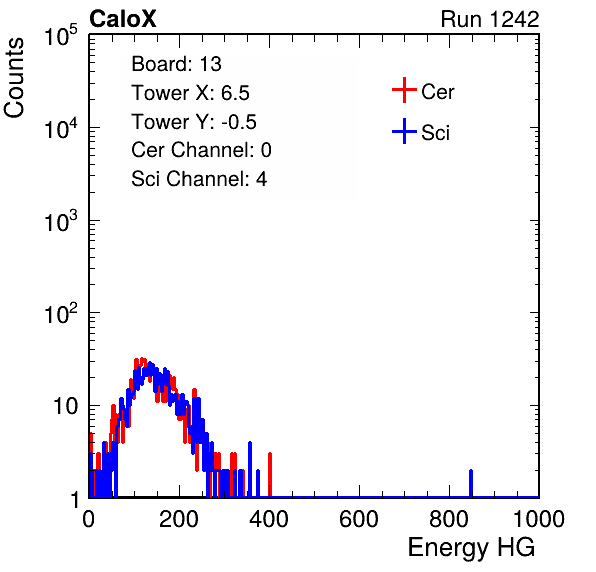 CaloX Run 1242
Counts
Board: 13
Tower X: 6.5
Tower Y: -0.5
Cer Channel: 0
Sci Channel: 4
Cer
Sci
10^5
10^4
10^3
10^2
10
1
0 200 400 600 800 1000
Energy HG